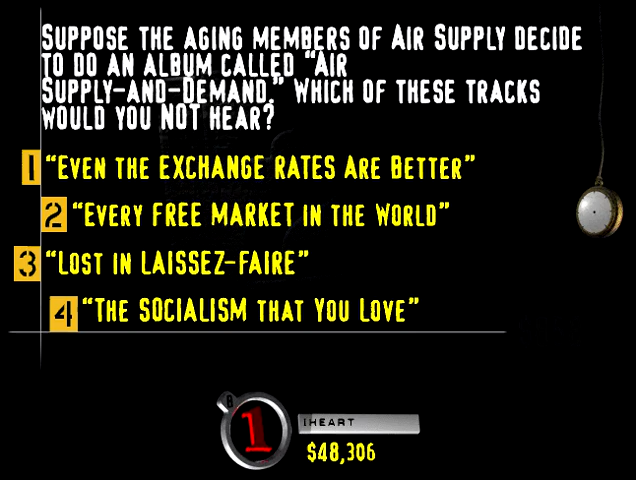 SUPPOSE THE AGING MEMBERS OF AIR SUPPLY DECIDE
TO DO AN ALBUM CALLED "AIR
SUPPLY-AND-DEMAND." WHICH OF THESE TRACKS
WOULD YOU NOT HEAR?
1 "EVEN THE EXCHANGE RATES ARE BETTER"
2 "EVERY FREE MARKET IN THE WORLD"
3 "LOST IN LAISSEZ-FAIRE"
4 "THE SOCIALISM THAT YOU LOVE"
B
1 IHEART
$48,306